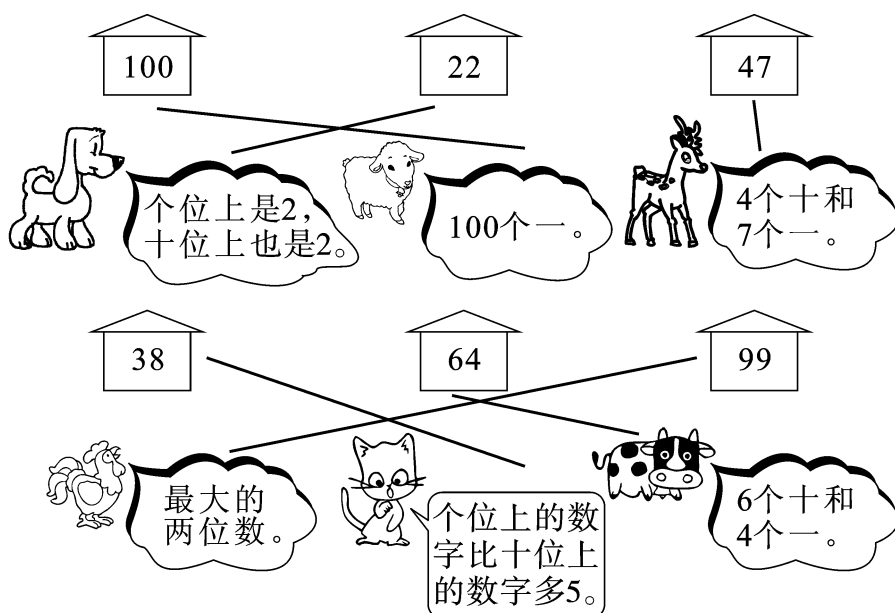 100
22
47
个位上是2，
十位上也是2。
100个一。
4个十和
7个一。
38
64
99
最大的
两位数。
个位上的数
字比十位上
的数字多5。
6个十和
4个一。